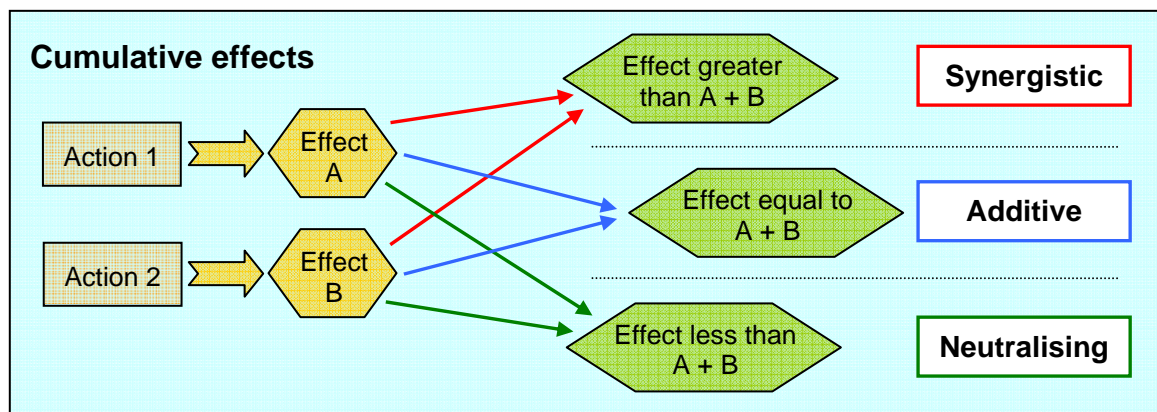 Cumulative effects
Action 1
Effect
A
Action 2
Effect
B
Effect greater
than A + B
Synergistic
Effect equal to
A + B
Additive
Effect less than
A + B
Neutralising